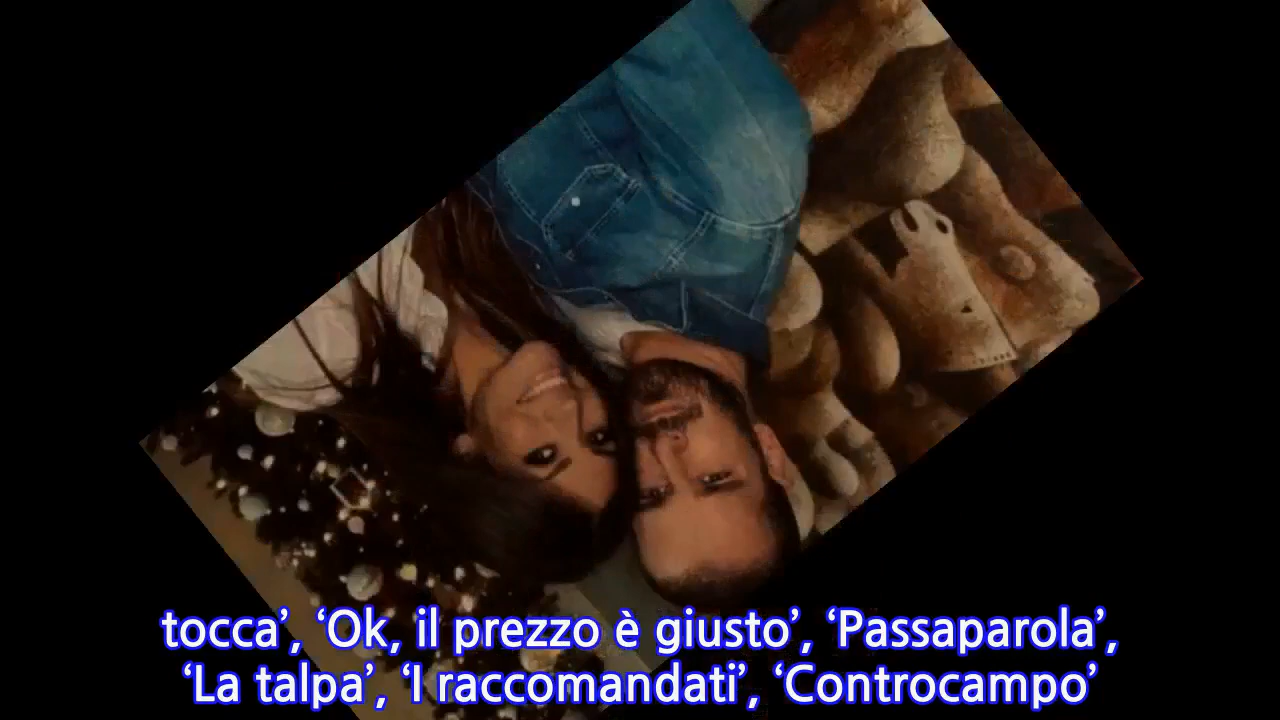 tocca’, ‘Ok, il prezzo è giusto’, ‘Passaparola’,
‘La talpa’, ‘I raccomandati’, ‘Controcampo’